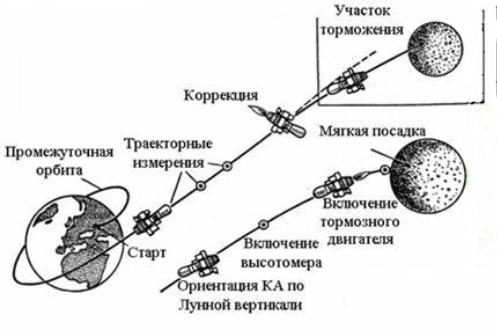 Участок
торможения
Коррекция
Траекторные
измерения
Промежуточная
орбита
Мягкая посадка
Старт
Включение
тормозного
двигателя
Включение
высотомера
Ориентация КА по
Лунной вертикали